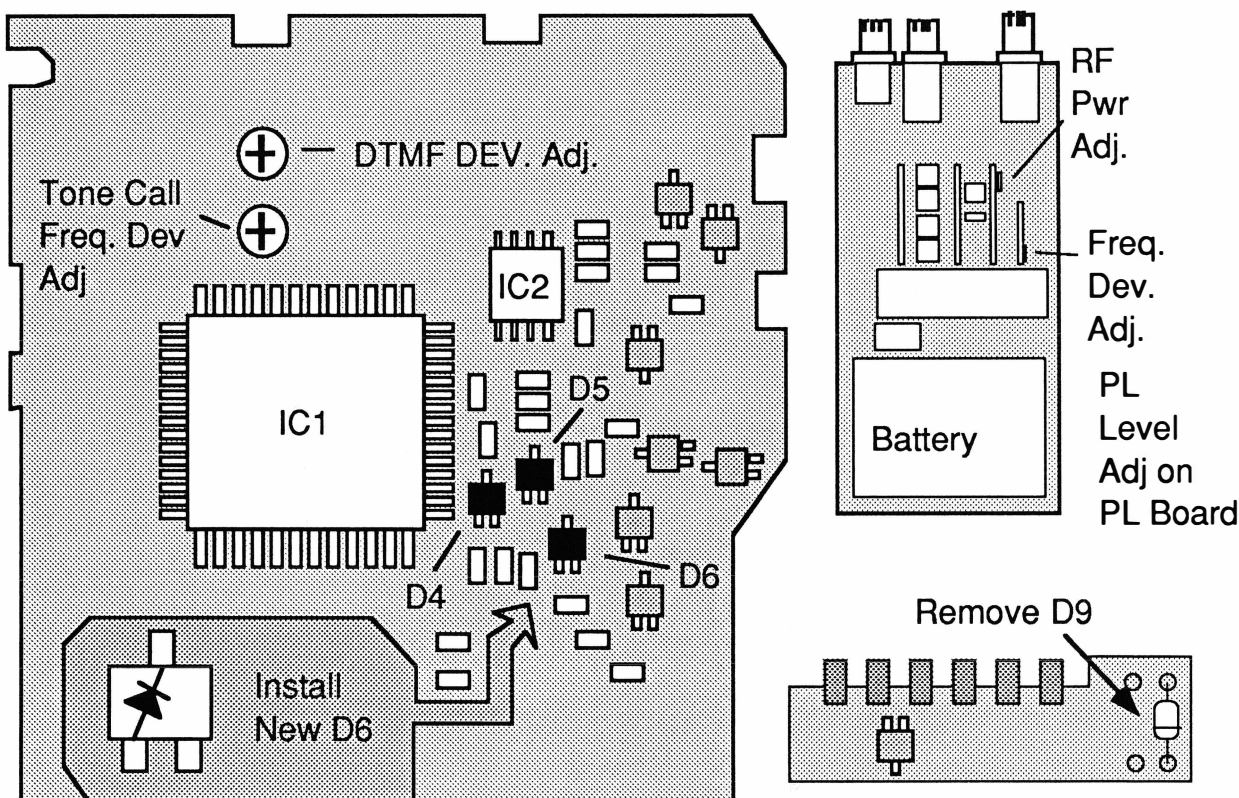 DTMF DEV. Adj.
Tone Call
Freq. Dev
Adj
IC2
IC1
D5
D4
D6
Install
New D6
RF
Pwr
Adj.
Freq.
Dev.
Adj.
Battery
PL
Level
Adj on
PL Board
Remove D9